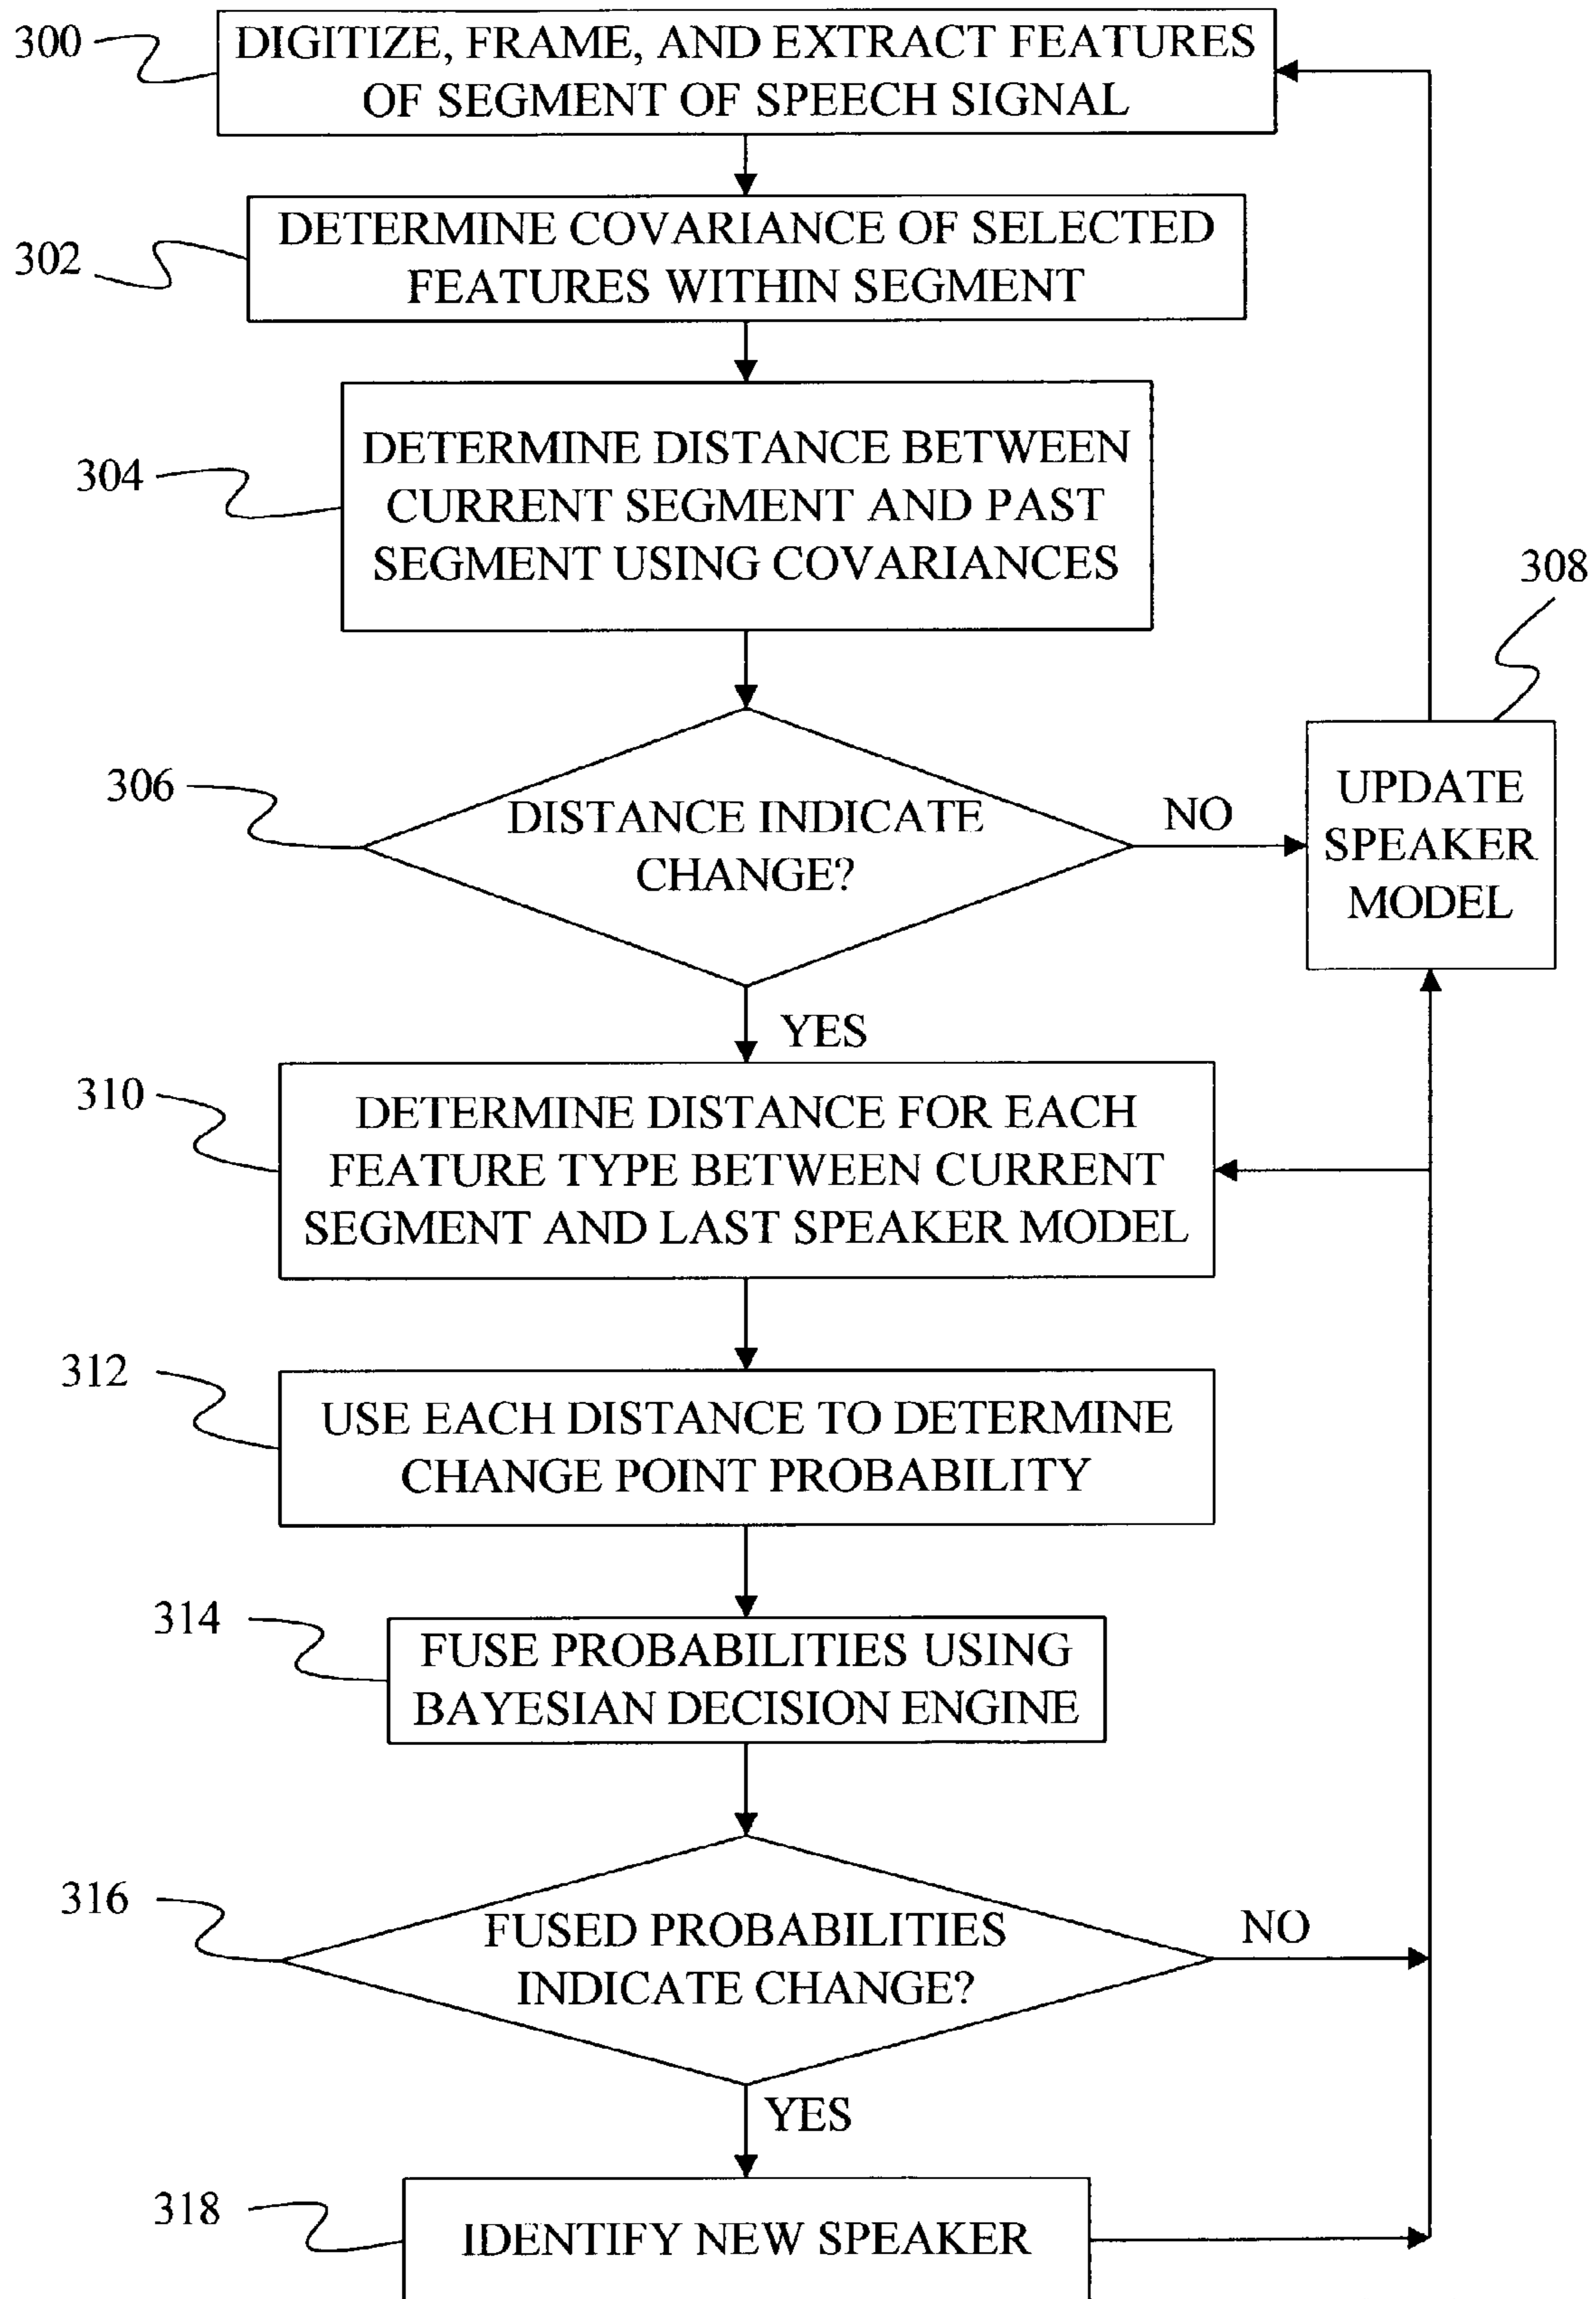 300
DIGITIZE, FRAME, AND EXTRACT FEATURES
OF SEGMENT OF SPEECH SIGNAL
302
DETERMINE COVARIANCE OF SELECTED
FEATURES WITHIN SEGMENT
304
DETERMINE DISTANCE BETWEEN
CURRENT SEGMENT AND PAST
SEGMENT USING COVARIANCES
306
DISTANCE INDICATE
CHANGE?
NO
308
UPDATE
SPEAKER
MODEL
YES
310
DETERMINE DISTANCE FOR EACH
FEATURE TYPE BETWEEN CURRENT
SEGMENT AND LAST SPEAKER MODEL
312
USE EACH DISTANCE TO DETERMINE
CHANGE POINT PROBABILITY
314
FUSE PROBABILITIES USING
BAYESIAN DECISION ENGINE
316
FUSED PROBABILITIES
INDICATE CHANGE?
NO
YES
318
IDENTIFY NEW SPEAKER